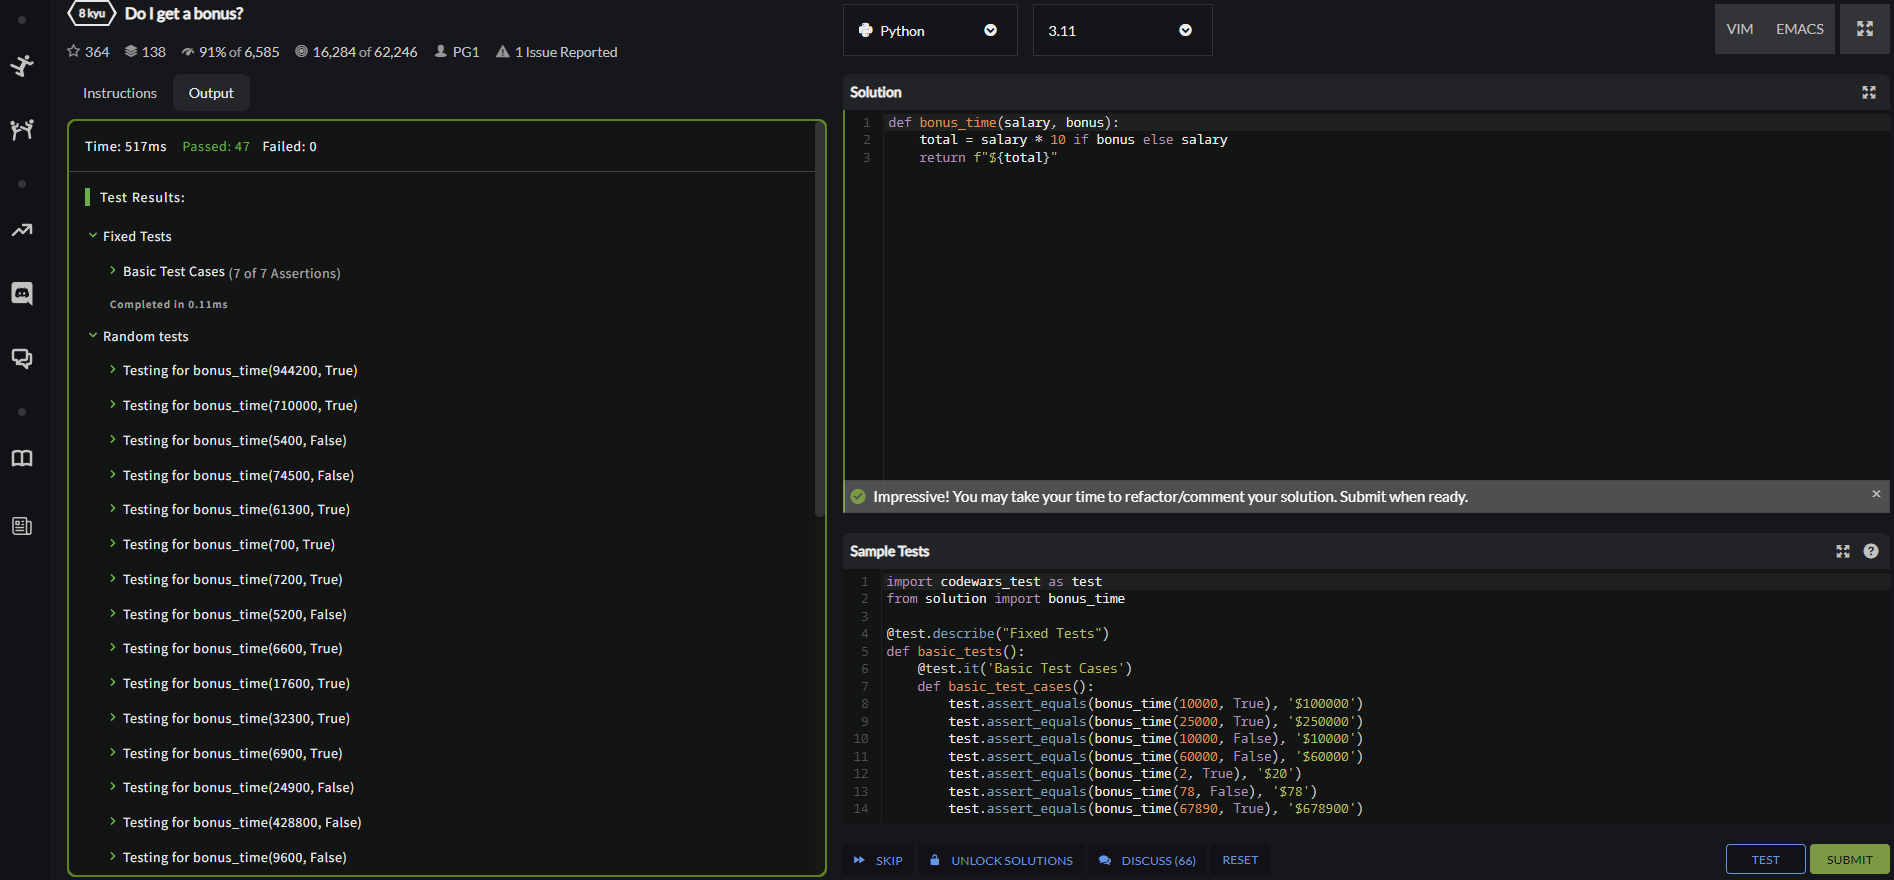 8 kyu Do I get a bonus?
364 138 91% of 6,585 16,284 of 62,246 PG1 1 Issue Reported
Instructions Output
Time: 517ms Passed: 47 Failed: 0
Test Results:
Fixed Tests
Basic Test Cases (7 of 7 Assertions)
Completed in 0.11ms
Random tests
Testing for bonus_time(944200, True)
Testing for bonus_time(710000, True)
Testing for bonus_time(5400, False)
Testing for bonus_time(74500, False)
Testing for bonus_time(61300, True)
Testing for bonus_time(700, True)
Testing for bonus_time(7200, True)
Testing for bonus_time(5200, False)
Testing for bonus_time(6600, True)
Testing for bonus_time(17600, True)
Testing for bonus_time(32300, True)
Testing for bonus_time(6900, True)
Testing for bonus_time(24900, False)
Testing for bonus_time(428800, False)
Testing for bonus_time(9600, False)
Python 3.11 VIM EMACS
Solution
1 def bonus_time(salary, bonus):
2 total = salary * 10 if bonus else salary
3 return f"${total}"
Impressive! You may take your time to refactor/comment your solution. Submit when ready. ×
Sample Tests ?
1 import codewars_test as test
2 from solution import bonus_time
3
4 @test.describe("Fixed Tests")
5 def basic_tests():
6 @test.it('Basic Test Cases')
7 def basic_test_cases():
8 test.assert_equals(bonus_time(10000, True), '$100000')
9 test.assert_equals(bonus_time(25000, True), '$250000')
10 test.assert_equals(bonus_time(10000, False), '$10000')
11 test.assert_equals(bonus_time(60000, False), '$60000')
12 test.assert_equals(bonus_time(2, True), '$20')
13 test.assert_equals(bonus_time(78, False), '$78')
14 test.assert_equals(bonus_time(67890, True), '$678900')
SKIP UNLOCK SOLUTIONS DISCUSS (66) RESET TEST SUBMIT